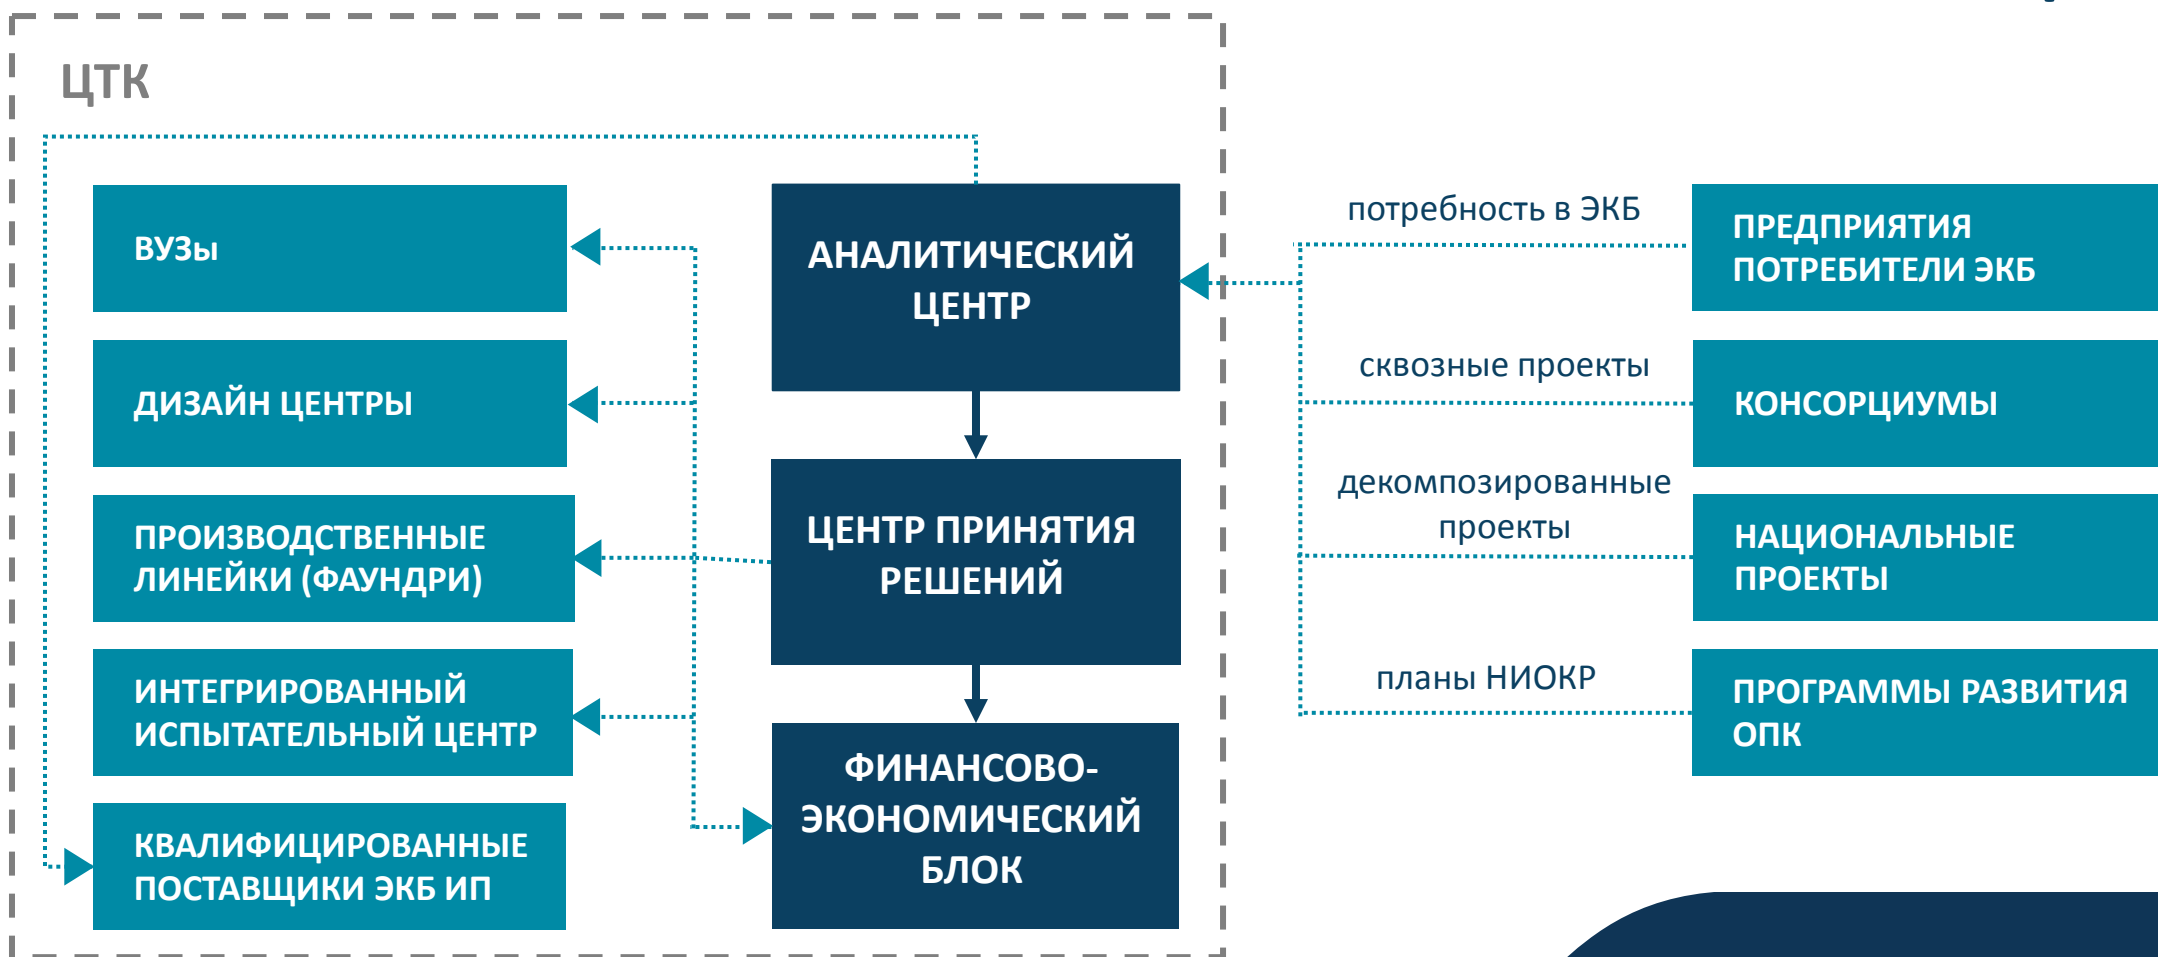 ЦТК
ВУЗы
ДИЗАЙН ЦЕНТРЫ
ПРОИЗВОДСТВЕННЫЕ
ЛИНЕЙКИ (ФАУНДРИ)
ИНТЕГРИРОВАННЫЙ
ИСПЫТАТЕЛЬНЫЙ ЦЕНТР
КВАЛИФИЦИРОВАННЫЕ
ПОСТАВЩИКИ ЭКБ ИП
АНАЛИТИЧЕСКИЙ
ЦЕНТР
ЦЕНТР ПРИНЯТИЯ
РЕШЕНИЙ
ФИНАНСОВО-
ЭКОНОМИЧЕСКИЙ
БЛОК
потребность в ЭКБ
сквозные проекты
декомпозированные
проекты
планы НИОКР
ПРЕДПРИЯТИЯ
ПОТРЕБИТЕЛИ ЭКБ
КОНСОРЦИУМЫ
НАЦИОНАЛЬНЫЕ
ПРОЕКТЫ
ПРОГРАММЫ РАЗВИТИЯ
ОПК